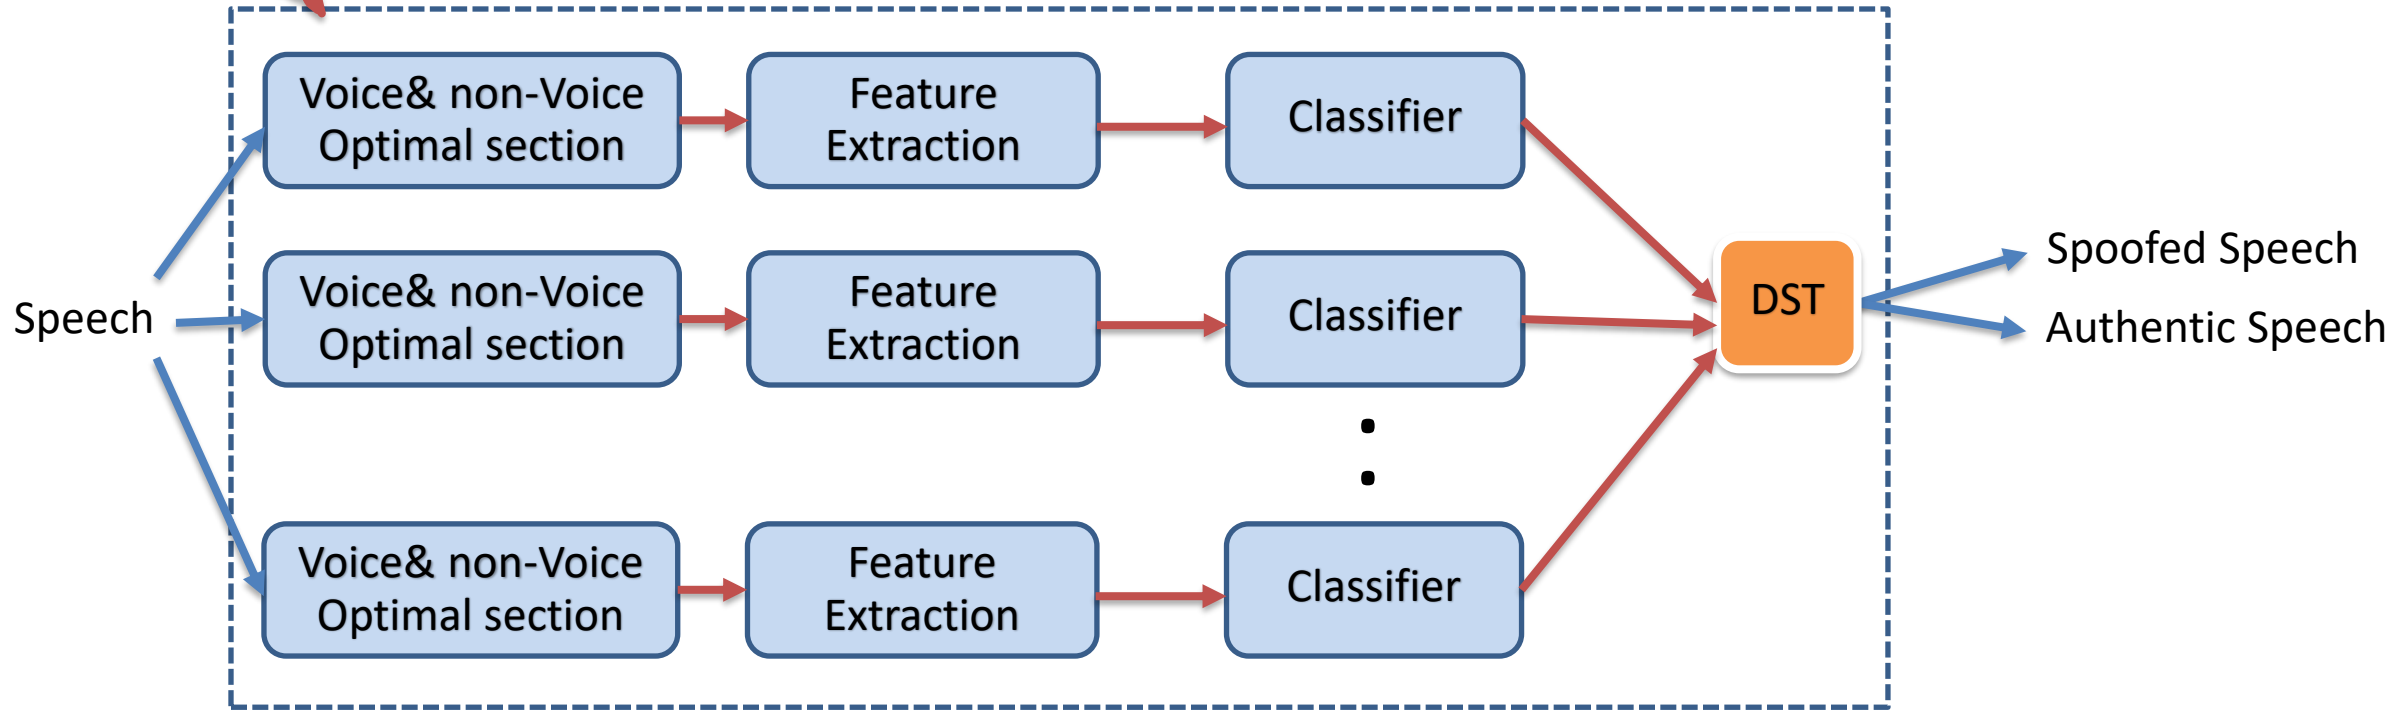 Voice& non-Voice
Optimal section
Feature
Extraction
Classifier
Speech
Voice& non-Voice
Optimal section
Feature
Extraction
Classifier
DST
Spoofed Speech
Authentic Speech
Voice& non-Voice
Optimal section
Feature
Extraction
Classifier